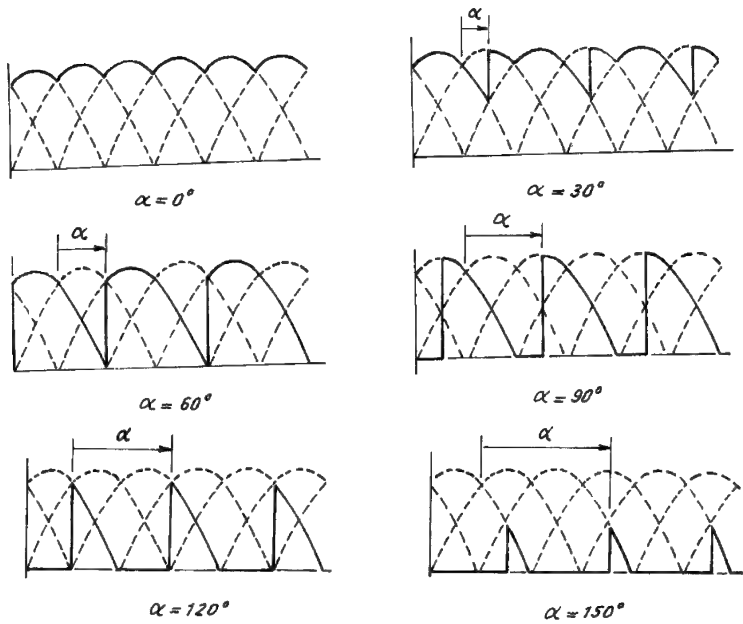 α
α = 0°
α = 30°
α
α
α = 60°
α = 90°
α
α
α = 120°
α = 150°